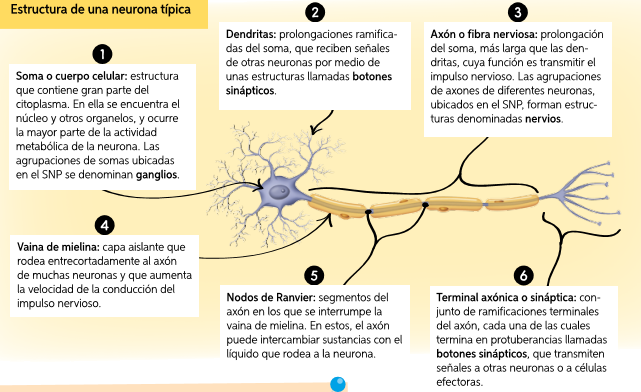 Estructura de una neurona típica
1
Soma o cuerpo celular: estructura
que contiene gran parte del
citoplasma. En ella se encuentra el
núcleo y otros organelos, y ocurre
la mayor parte de la actividad
metabólica de la neurona. Las
agrupaciones de somas ubicadas
en el SNP se denominan ganglios.
2
Dendritas: prolongaciones ramifica-
das del soma, que reciben señales
de otras neuronas por medio de
unas estructuras llamadas botones
sinápticos.
3
Axón o fibra nerviosa: prolongación
del soma, más larga que las den-
dritas, cuya función es transmitir el
impulso nervioso. Las agrupaciones
de axones de diferentes neuronas,
ubicados en el SNP, forman estruc-
turas denominadas nervios.
4
Vaina de mielina: capa aislante que
rodea entrecortadamente al axón
de muchas neuronas y que aumenta
la velocidad de la conducción del
impulso nervioso.
5
Nodos de Ranvier: segmentos del
axón en los que se interrumpe la
vaina de mielina. En estos, el axón
puede intercambiar sustancias con el
líquido que rodea a la neurona.
6
Terminal axónica o sináptica: con-
junto de ramificaciones terminales
del axón, cada una de las cuales
termina en protuberancias llamadas
botones sinápticos, que transmiten
señales a otras neuronas o a células
efectoras.